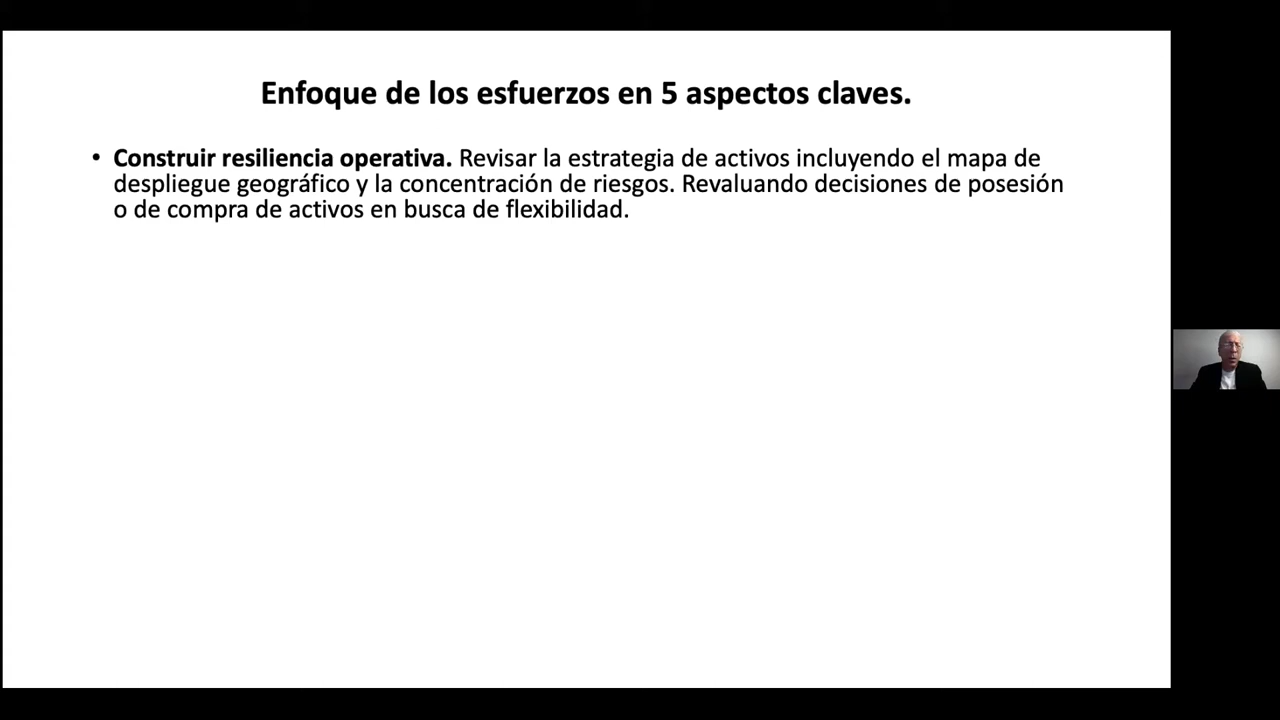 Enfoque de los esfuerzos en 5 aspectos claves.
• Construir resiliencia operativa. Revisar la estrategia de activos incluyendo el mapa de
despliegue geográfico y la concentración de riesgos. Revaluando decisiones de posesión
o de compra de activos en busca de flexibilidad.